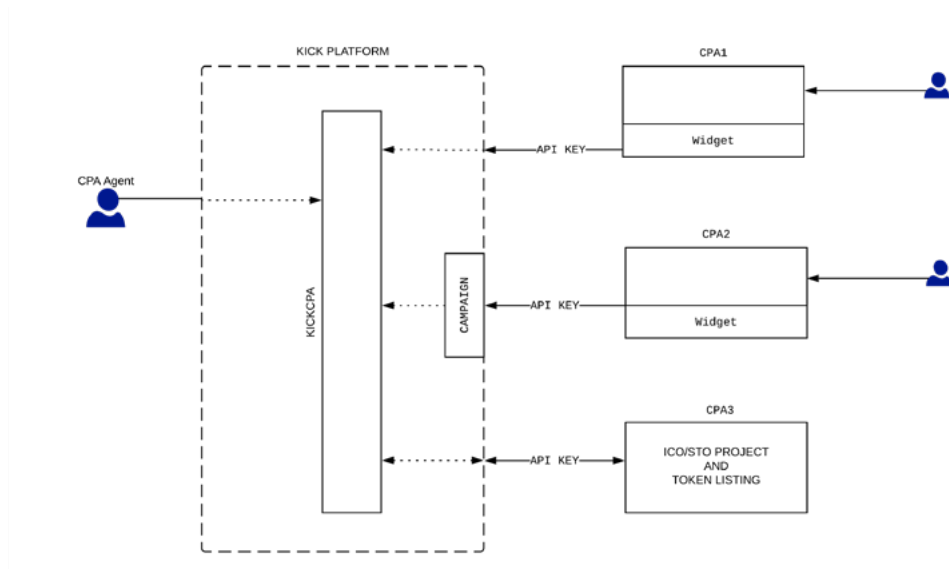 KICK PLATFORM
CPA1
Widget
API KEY
CPA Agent
CPA2
KICKCPA
CAMPAIGN
API KEY
Widget
CPA3
API KEY
ICO/STO PROJECT
AND
TOKEN LISTING